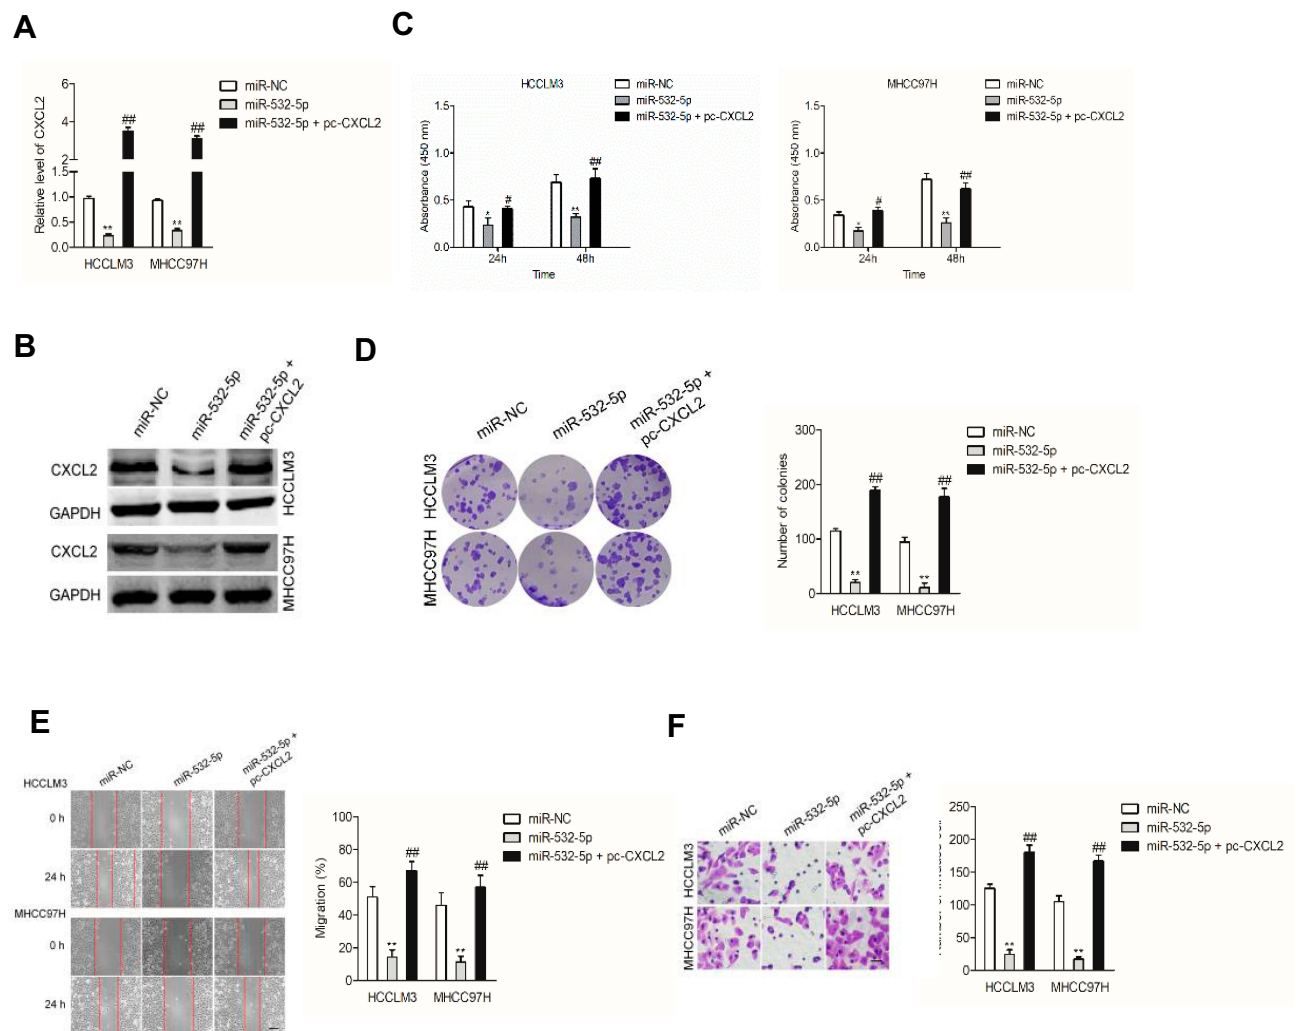 A
6
4
2
1.5
1.0
0.5
0.0
Relative level of CXCL2
##
##
**
**
HCCLM3
MHCC97H
miR-NC
miR-532-5p
miR-532-5p + pc-CXCL2
C
HCCLM3
miR-NC
miR-532-5p
miR-532-5p + pc-CXCL2
Absorbance (450 nm)
1.5
1.0
0.5
0.0
*
#
**
##
24h
48h
Time
MHCC97H
miR-NC
miR-532-5p
miR-532-5p + pc-CXCL2
Absorbance (450 nm)
1.5
1.0
0.5
0.0
*
#
**
##
24h
48h
Time
B
miR-NC
miR-532-5p
miR-532-5p +
pc-CXCL2
CXCL2
GAPDH
HCCLM3
CXCL2
GAPDH
MHCC97H
D
miR-NC
miR-532-5p
miR-532-5p +
pc-CXCL2
HCCLM3
MHCC97H
Number of colonies
300
200
100
0
**
##
**
##
HCCLM3
MHCC97H
miR-NC
miR-532-5p
miR-532-5p + pc-CXCL2
E
miR-NC
miR-532-5p
miR-532-5p +
pc-CXCL2
HCCLM3
0 h
24 h
MHCC97H
0 h
24 h
Migration (%)
100
80
60
40
20
0
**
##
**
##
HCCLM3
MHCC97H
miR-NC
miR-532-5p
miR-532-5p + pc-CXCL2
F
miR-NC
miR-532-5p
miR-532-5p +
pc-CXCL2
HCCLM3
MHCC97H
250
200
150
100
50
0
**
##
**
##
HCCLM3
MHCC97H
miR-NC
miR-532-5p
miR-532-5p + pc-CXCL2